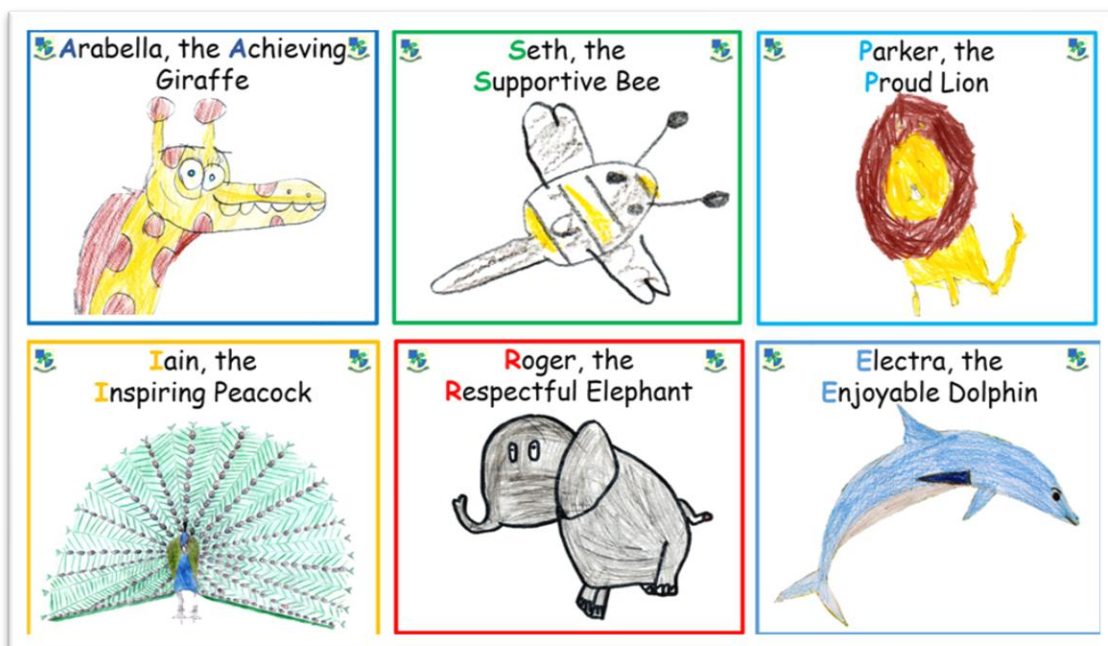 Arabella, the Achieving
Giraffe
Seth, the
Supportive Bee
Parker, the
Proud Lion
Iain, the
Inspiring Peacock
Roger, the
Respectful Elephant
Electra, the
Enjoyable Dolphin